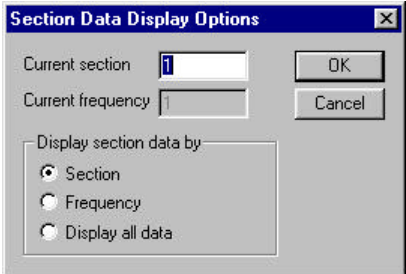 Section Data Display Options
Current section 1 OK
Current frequency 1 Cancel
Display section data by
Section
Frequency
Display all data